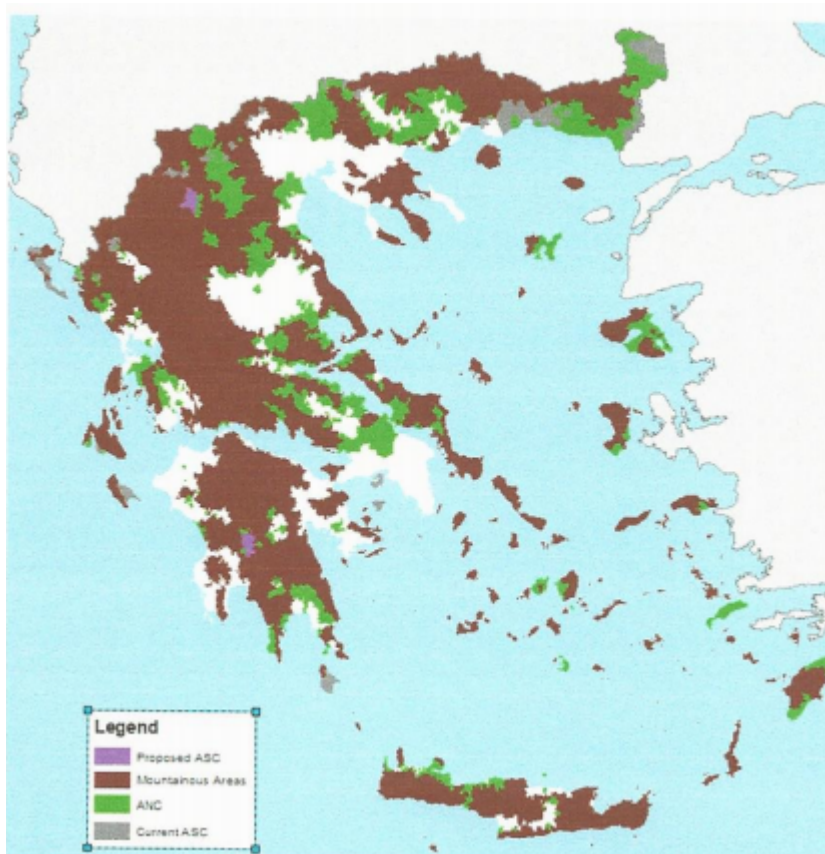 Legend
Proposed ASC
Mountainous Areas
ANC
Current ASC